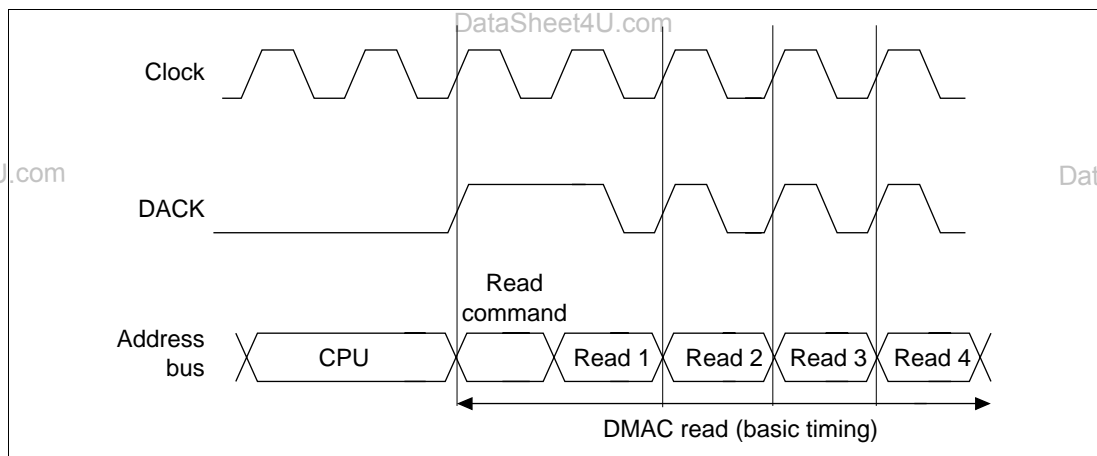 DataSheet4U.com
Clock
U.com
Dat
DACK
Read
command
Address
bus
CPU
Read 1
Read 2
Read 3
Read 4
DMAC read (basic timing)